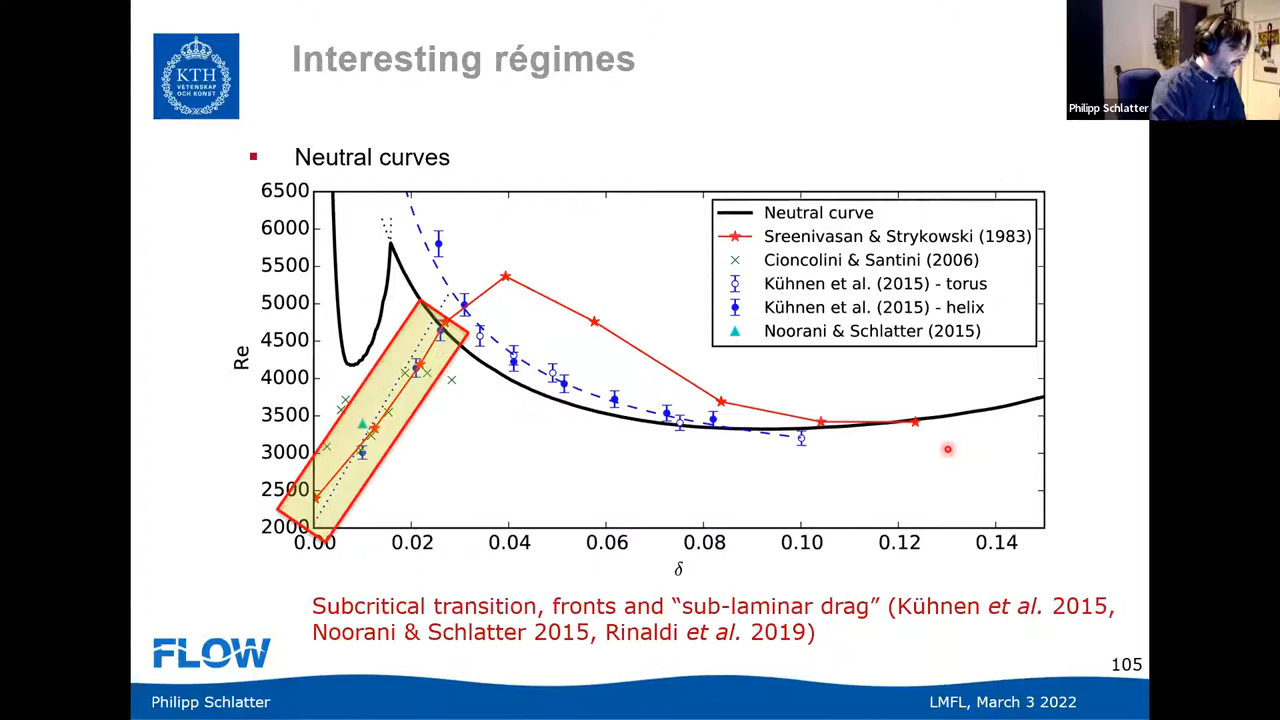 Interesting régimes
KTH
VETENSKAP
OCH KONST
Philipp Schlatter
Neutral curves
6500
6000
5500
5000
4500
4000
3500
3000
2500
2000
Re
Neutral curve
Sreenivasan & Strykowski (1983)
Cioncolini & Santini (2006)
Kühnen et al. (2015) - torus
Kühnen et al. (2015) - helix
Noorani & Schlatter (2015)
0.00 0.02 0.04 0.06 0.08 0.10 0.12 0.14
δ
Subcritical transition, fronts and “sub-laminar drag” (Kühnen et al. 2015,
Noorani & Schlatter 2015, Rinaldi et al. 2019)
FLOW
105
Philipp Schlatter
LMFL, March 3 2022